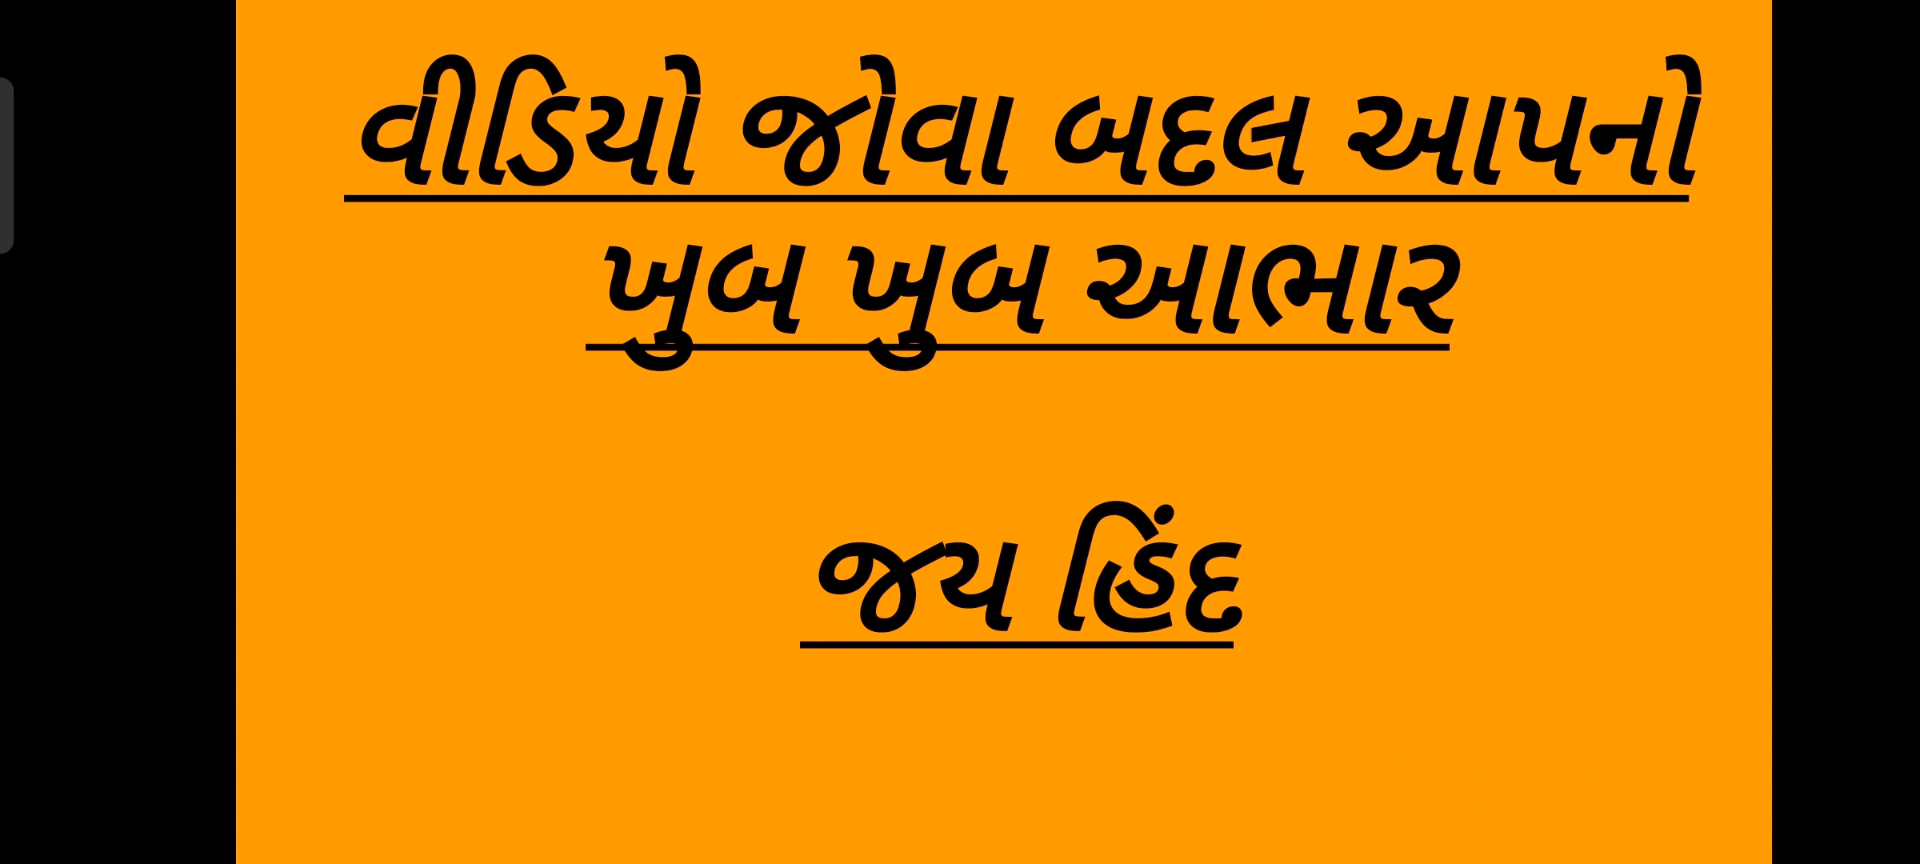 વીડિયો જોવા બદલ આપનો
ખુબ ખુબ આભાર
જય હિંદ